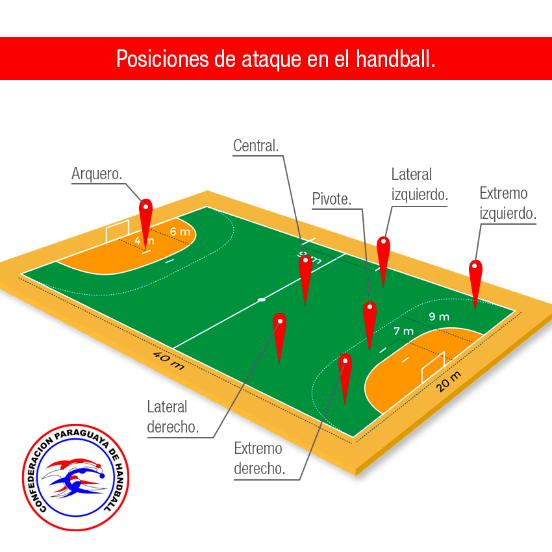 Posiciones de ataque en el handball.
Central.
Arquero.
Lateral
izquierdo.
Pivote.
Extremo
izquierdo.
6 m
4 m
9 m
7 m
40 m
20 m
Lateral
derecho.
Extremo
derecho.
CONFEDERACION PARAGUAYA DE HANDBALL